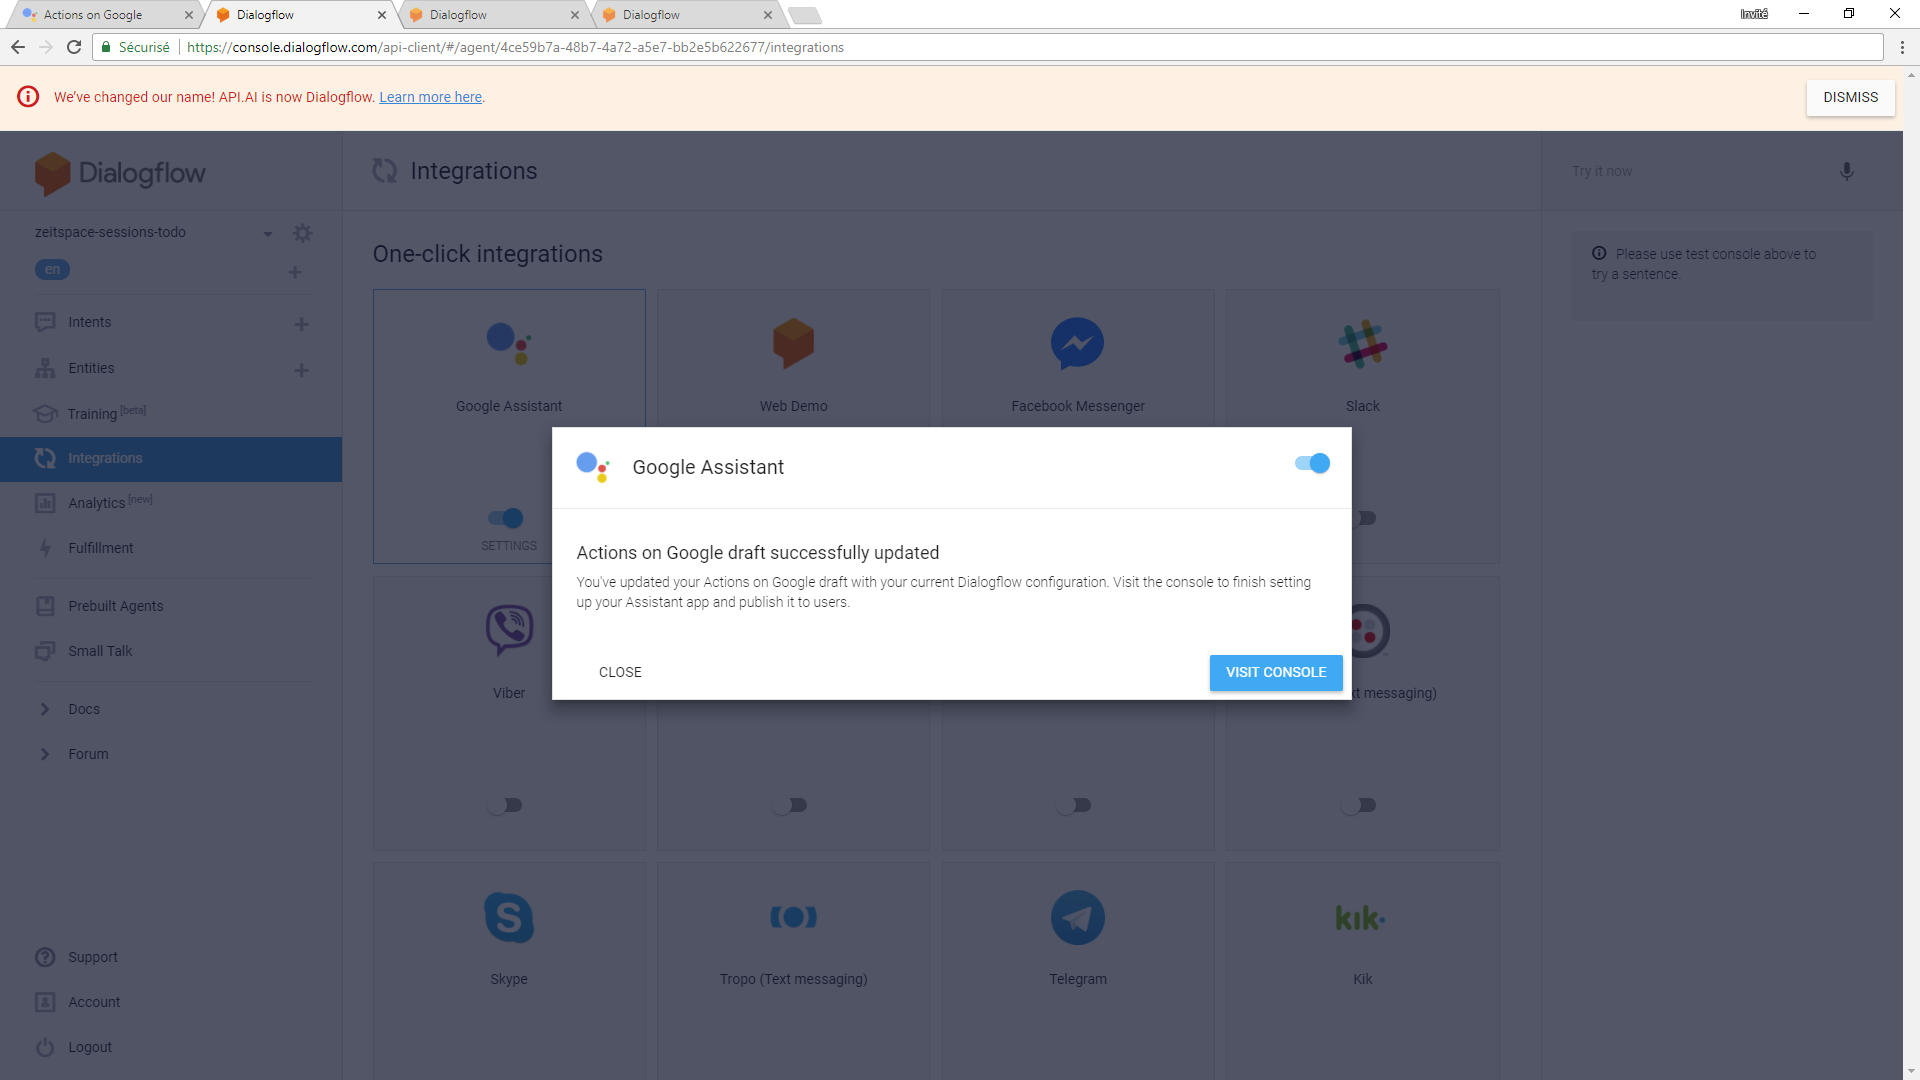 Actions on Google
Dialogflow
Dialogflow
Dialogflow
Invité
Sécurisé
https://console.dialogflow.com/api-client/#/agent/4ce59b7a-48b7-4a72-a5e7-bb2e5b622677/integrations
We've changed our name! API.AI is now Dialogflow. Learn more here.
DISMISS
Dialogflow
Integrations
Try it now
zeitspace-sessions-todo
en
One-click integrations
Please use test console above to
try a sentence.
Intents
Entities
Training [beta]
Integrations
Analytics [new]
Fulfillment
Prebuilt Agents
Small Talk
Docs
Forum
Support
Account
Logout
Google Assistant
Web Demo
Facebook Messenger
Slack
SETTINGS
Google Assistant
Actions on Google draft successfully updated
You've updated your Actions on Google draft with your current Dialogflow configuration. Visit the console to finish setting
up your Assistant app and publish it to users.
CLOSE
VISIT CONSOLE
Viber
messaging)
Skype
Tropo (Text messaging)
Telegram
kik
Kik